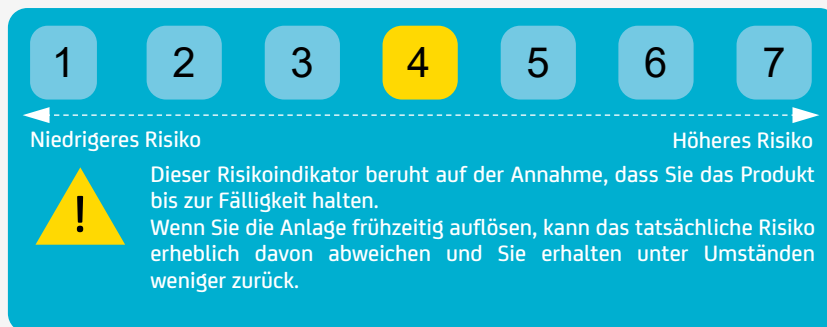 1 2 3 4 5 6 7
Niedrigeres Risiko Höheres Risiko
Dieser Risikoindikator beruht auf der Annahme, dass Sie das Produkt
bis zur Fälligkeit halten.
!
Wenn Sie die Anlage frühzeitig auflösen, kann das tatsächliche Risiko
erheblich davon abweichen und Sie erhalten unter Umständen
weniger zurück.